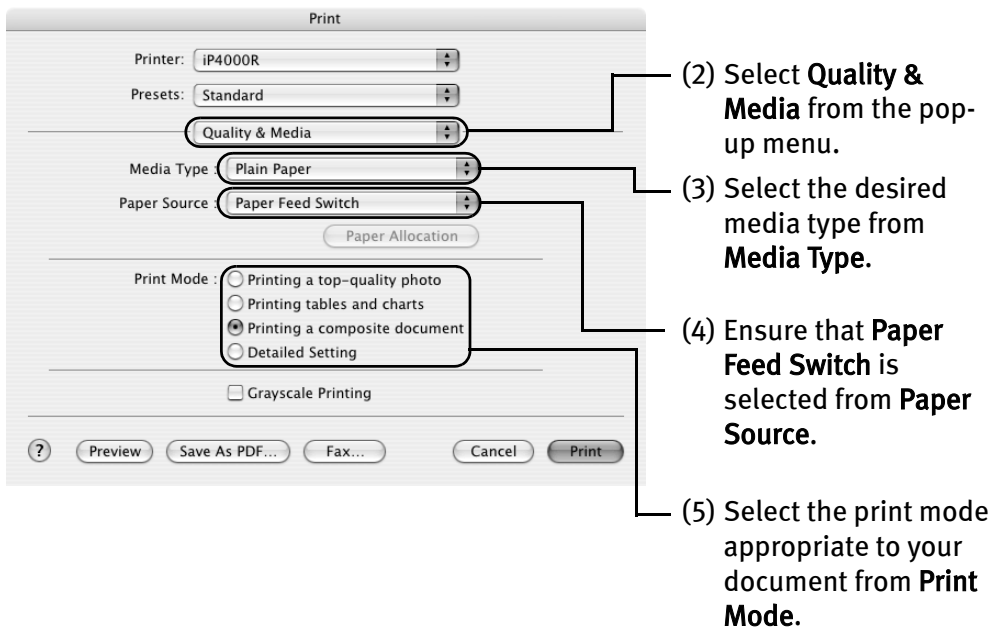 Print
Printer: iP4000R
Presets: Standard
Quality & Media
Media Type : Plain Paper
Paper Source : Paper Feed Switch
Paper Allocation
Print Mode : Printing a top-quality photo
Printing tables and charts
Printing a composite document
Detailed Setting
Grayscale Printing
? Preview Save As PDF... Fax... Cancel Print
(2) Select Quality &
Media from the pop-
up menu.
(3) Select the desired
media type from
Media Type.
(4) Ensure that Paper
Feed Switch is
selected from Paper
Source.
(5) Select the print mode
appropriate to your
document from Print
Mode.